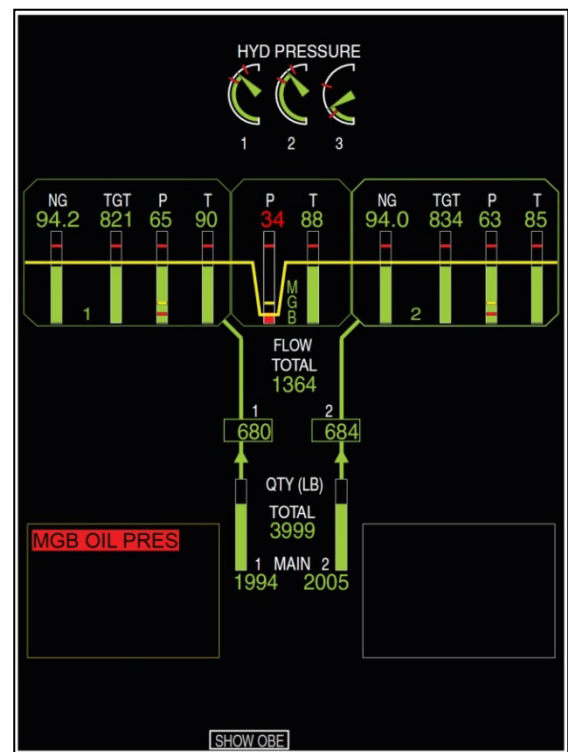 HYD PRESSURE
1 2 3
NG TGT P T P T NG TGT P T
94.2 821 65 90 34 88 94.0 834 63 85
1 MGB 2
FLOW
TOTAL
1364
1 2
680 684
QTY (LB)
TOTAL
3999
MGB OIL PRES
1 MAIN 2
1994 2005
SHOW OBE